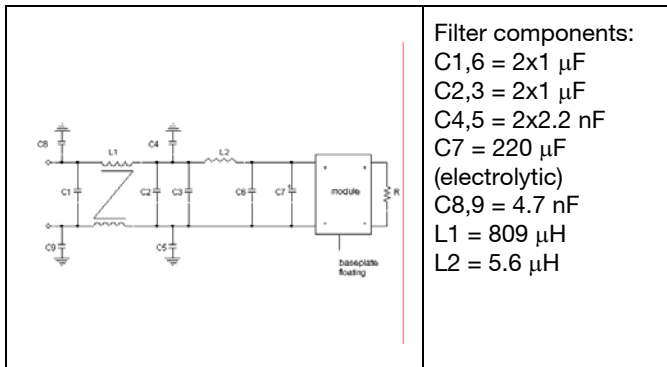 C8
C4
L1
L2
C1
C2
C3
C6
C7
module
R
C9
C5
baseplate
floating
Filter components:
C1,6 = 2x1 μF
C2,3 = 2x1 μF
C4,5 = 2x2.2 nF
C7 = 220 μF
(electrolytic)
C8,9 = 4.7 nF
L1 = 809 μH
L2 = 5.6 μH